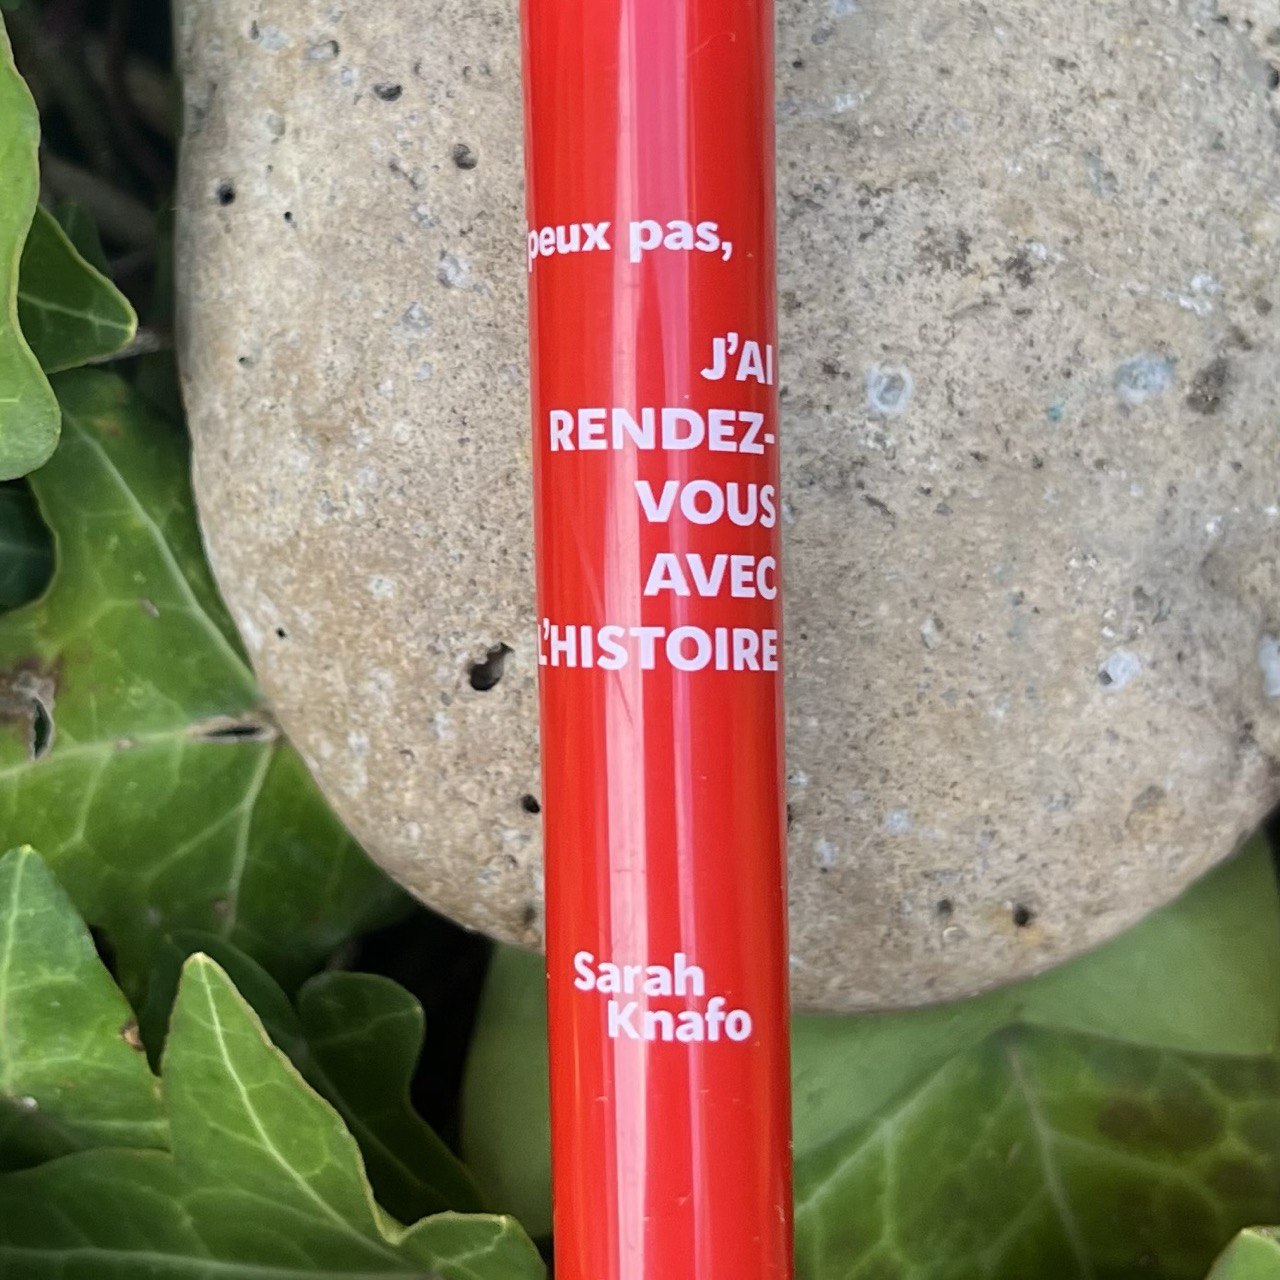 peux pas,
J'AI
RENDEZ-
VOUS
AVEC
L'HISTOIRE
Sarah
Knafo